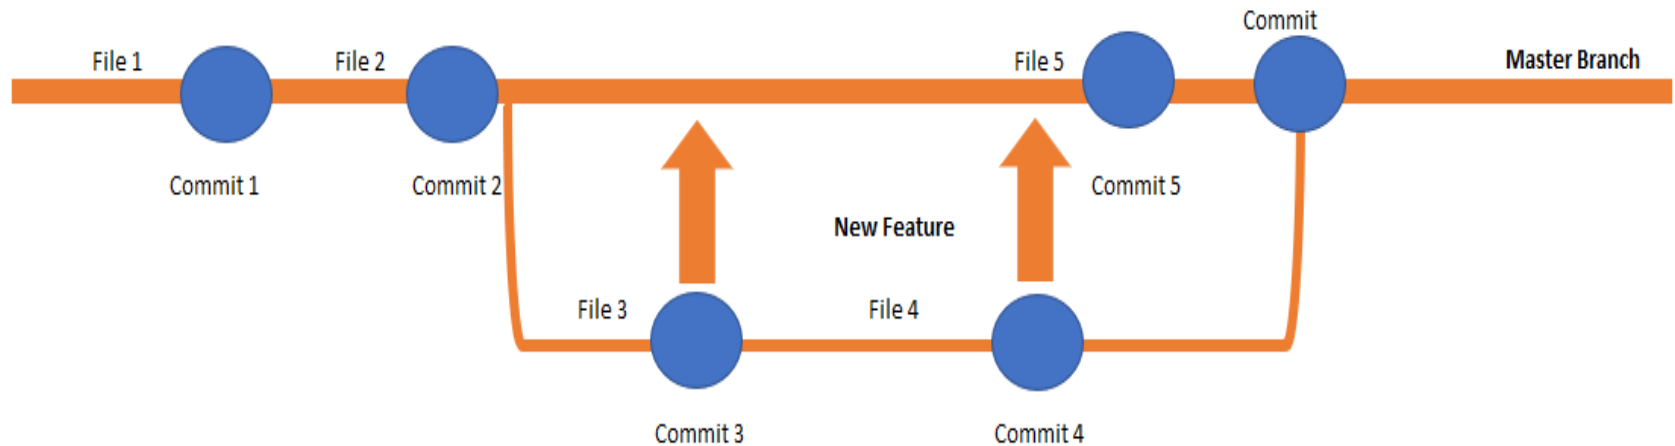 Commit
File 1
File 2
File 5
Master Branch
Commit 1
Commit 2
Commit 5
New Feature
File 3
File 4
Commit 3
Commit 4